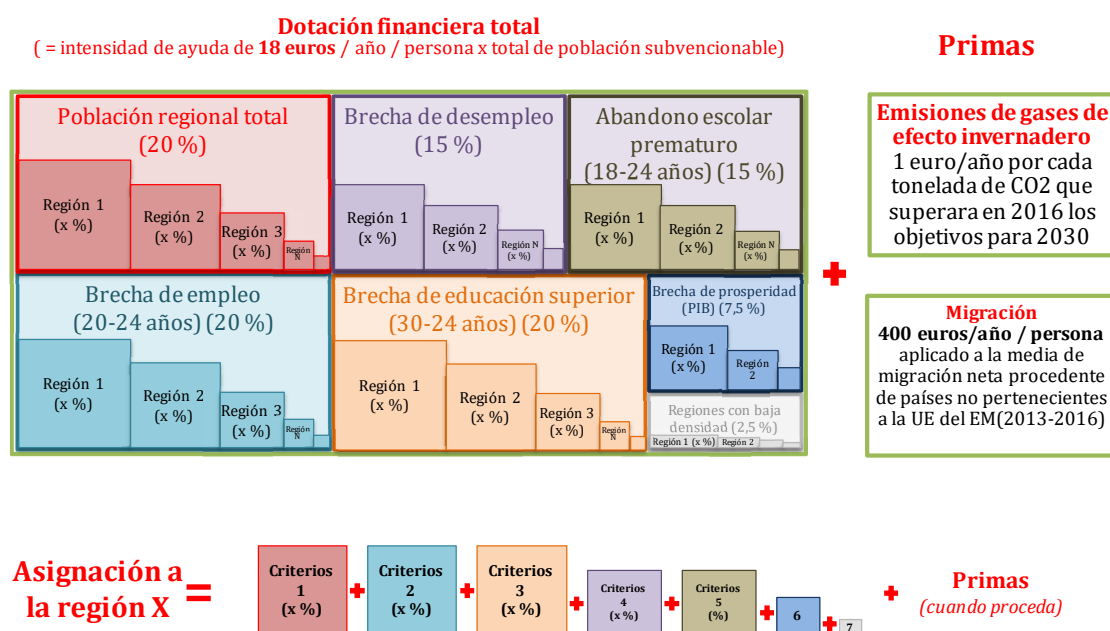 Dotación financiera total
( = intensidad de ayuda de 18 euros / año / persona x total de población subvencionable)
Población regional total
(20 %)
Región 1
(x %)
Región 2
(x %)
Región 3
(x %)
Región
N
Brecha de desempleo
(15 %)
Región 1
(x %)
Región 2
(x %)
Región N
(x %)
Abandono escolar
prematuro
(18-24 años) (15 %)
Región 1
(x %)
Región 2
(x %)
Región N
(x %)
Brecha de empleo
(20-24 años) (20 %)
Región 1
(x %)
Región 2
(x %)
Región 3
(x %)
Región
N
Brecha de educación superior
(30-24 años) (20 %)
Región 1
(x %)
Región 2
(x %)
Región 3
(x %)
Región
N
Brecha de prosperidad
(PIB) (7,5 %)
Región 1
(x %)
Región
2
Regiones con baja
densidad (2,5 %)
Región 1 (x %)
Región 2
+
Primas
Emisiones de gases de
efecto invernadero
1 euro/año por cada
tonelada de CO2 que
superara en 2016 los
objetivos para 2030
Migración
400 euros/año / persona
aplicado a la media de
migración neta procedente
de países no pertenecientes
a la UE del EM(2013-2016)
Asignación a
la región X
=
Criterios
1
(x %)
+
Criterios
2
(x %)
+
Criterios
3
(x %)
+
Criterios
4
(x %)
+
Criterios
5
(%)
+
6
+
7
+
Primas
(cuando proceda)